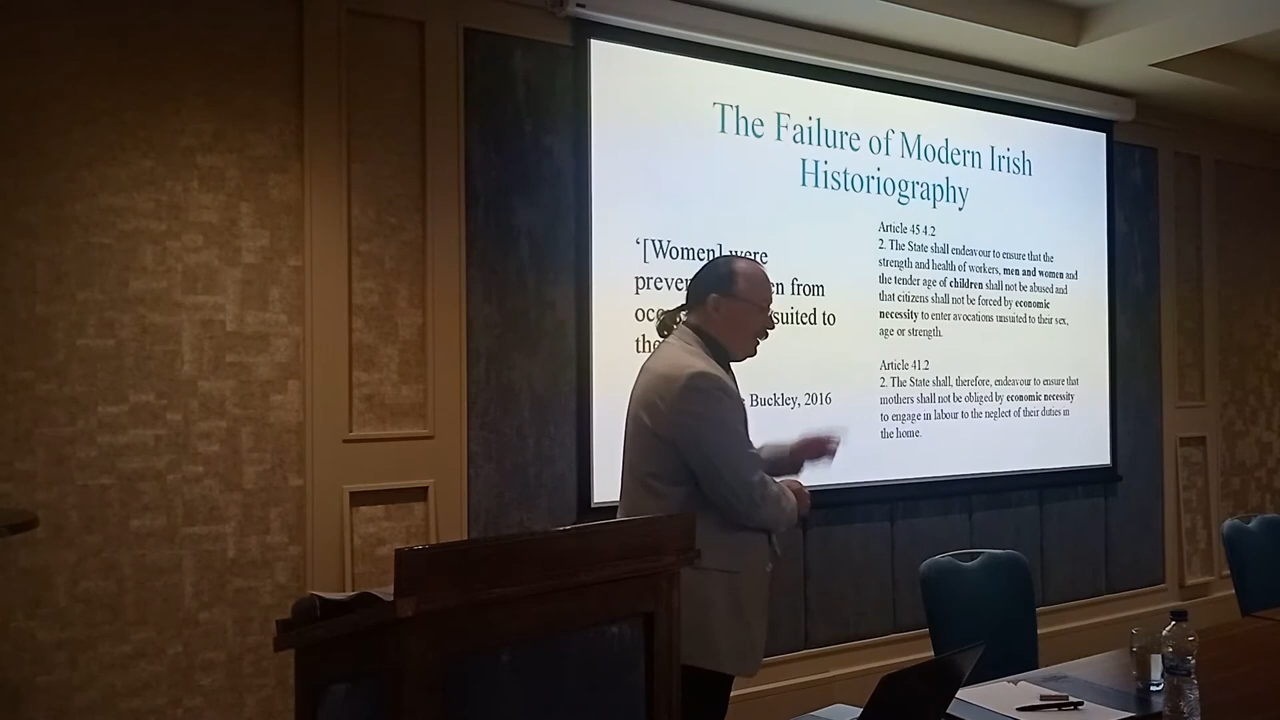 The Failure of Modern Irish
Historiography
‘[Women] were
from
suited to
Buckley, 2016
Article 45 4.2
2. The State shall endeavour to ensure that the
strength and health of workers, men and women and
the tender age of children shall not be abused and
that citizens shall not be forced by economic
necessity to enter avocations unsuited to their sex,
age or strength.
Article 41.2
2. The State shall, therefore, endeavour to ensure that
mothers shall not be obliged by economic necessity
to engage in labour to the neglect of their duties in
the home.